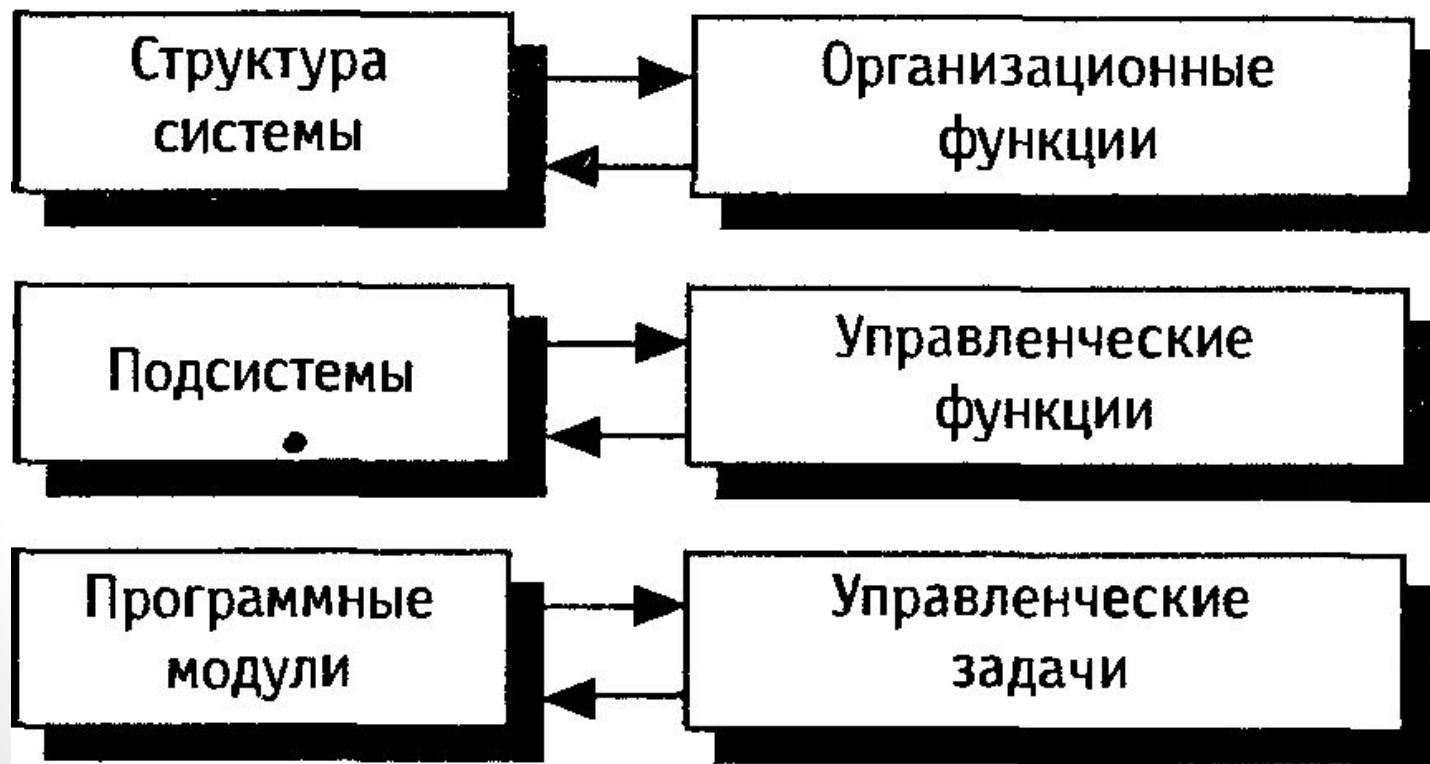 Структура
системы
Организационные
функции
Подсистемы
Управленческие
функции
Программные
модули
Управленческие
задачи